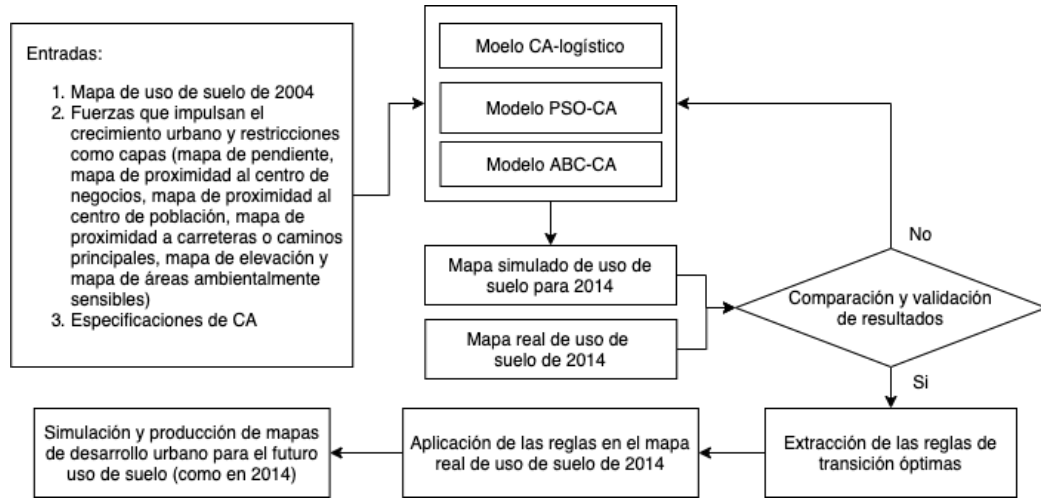 Entradas:
1. Mapa de uso de suelo de 2004
2. Fuerzas que impulsan el
crecimiento urbano y restricciones
como capas (mapa de pendiente,
mapa de proximidad al centro de
negocios, mapa de proximidad al
centro de población, mapa de
proximidad a carreteras o caminos
principales, mapa de elevación y
mapa de áreas ambientalmente
sensibles)
3. Especificaciones de CA
Moelo CA-logístico
Modelo PSO-CA
Modelo ABC-CA
Mapa simulado de uso de
suelo para 2014
Mapa real de uso de
suelo de 2014
No
Comparación y validación
de resultados
Si
Extracción de las reglas de
transición óptimas
Aplicación de las reglas en el mapa
real de uso de suelo de 2014
Simulación y producción de mapas
de desarrollo urbano para el futuro
uso de suelo (como en 2014)